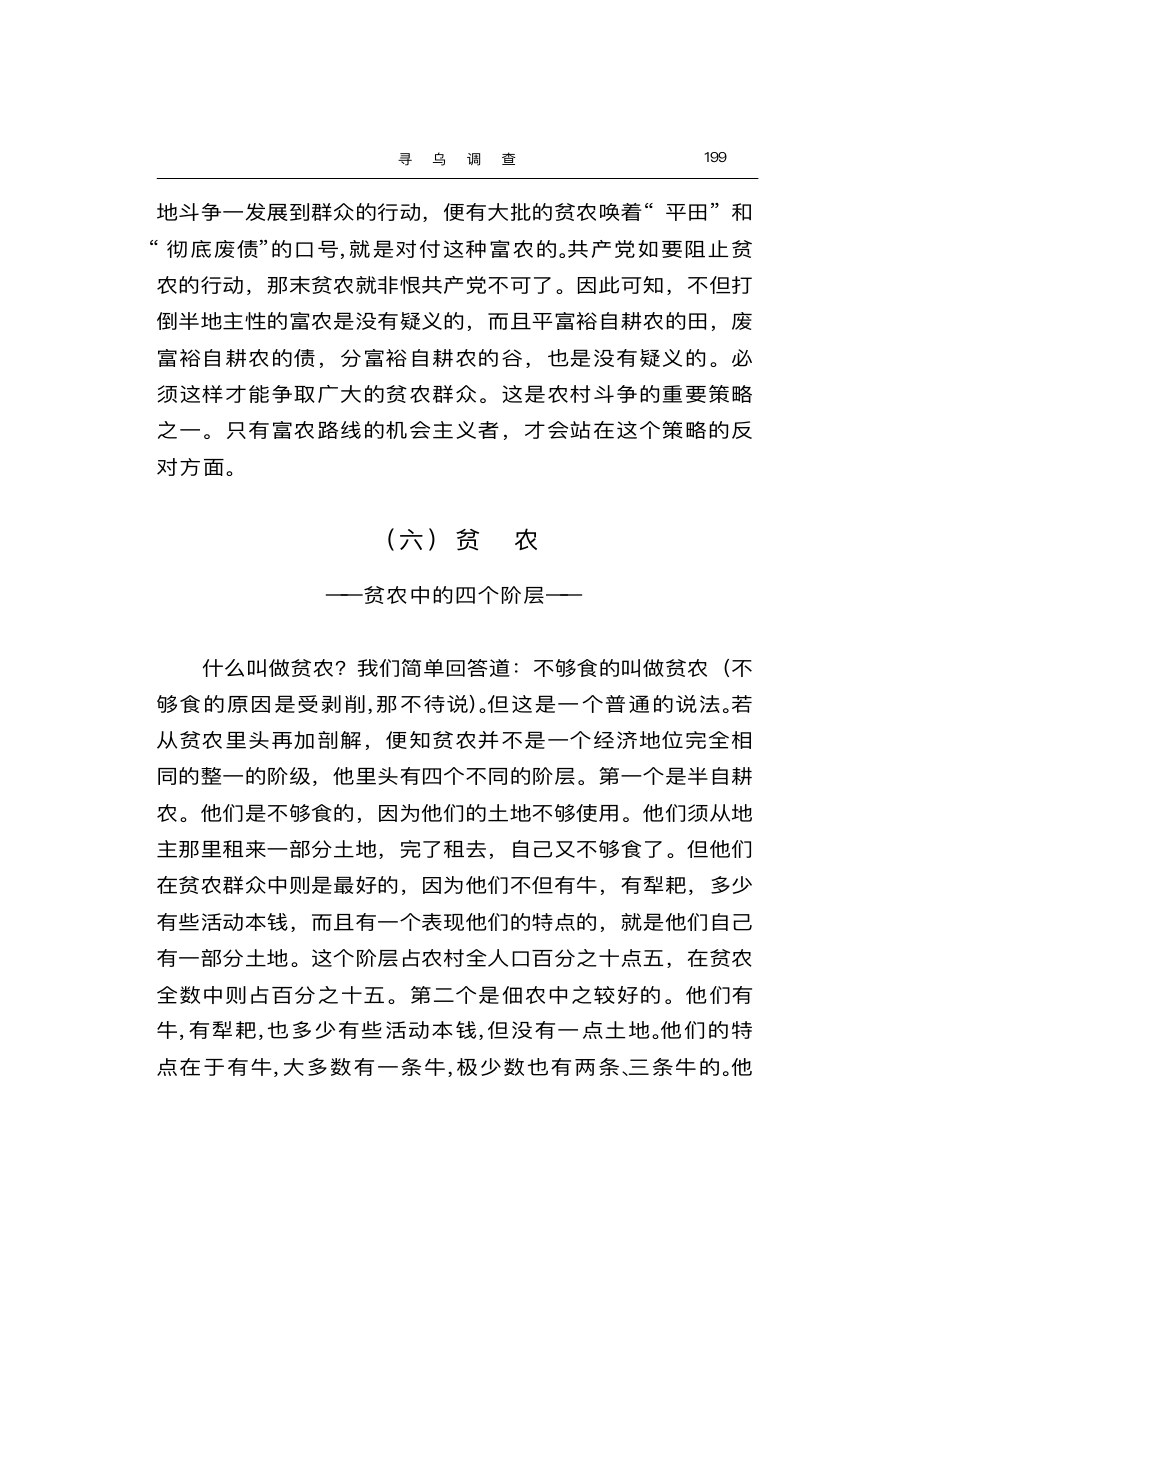 寻乌调查 199
地斗争一发展到群众的行动，便有大批的贫农唤着“平田”和
“彻底废债”的口号，就是对付这种富农的。共产党如要阻止贫
农的行动，那末贫农就非恨共产党不可了。因此可知，不但打
倒半地主性的富农是没有疑义的，而且平富裕自耕农的田，废
富裕自耕农的债，分富裕自耕农的谷，也是没有疑义的。必
须这样才能争取广大的贫农群众。这是农村斗争的重要策略
之一。只有富农路线的机会主义者，才会站在这个策略的反
对方面。
（六）贫　农
——贫农中的四个阶层——
什么叫做贫农？我们简单回答道：不够食的叫做贫农（不
够食的原因是受剥削，那不待说）。但这是一个普通的说法。若
从贫农里头再加剖解，便知贫农并不是一个经济地位完全相
同的整一的阶级，他里头有四个不同的阶层。第一个是半自耕
农。他们是不够食的，因为他们的土地不够使用。他们须从地
主那里租来一部分土地，完了租去，自己又不够食了。但他们
在贫农群众中则是最好的，因为他们不但有牛，有犁耙，多少
有些活动本钱，而且有一个表现他们的特点的，就是他们自己
有一部分土地。这个阶层占农村全人口百分之十点五，在贫农
全数中则占百分之十五。第二个是佃农中之较好的。他们有
牛，有犁耙，也多少有些活动本钱，但没有一点土地。他们的特
点在于有牛，大多数有一条牛，极少数也有两条、三条牛的。他